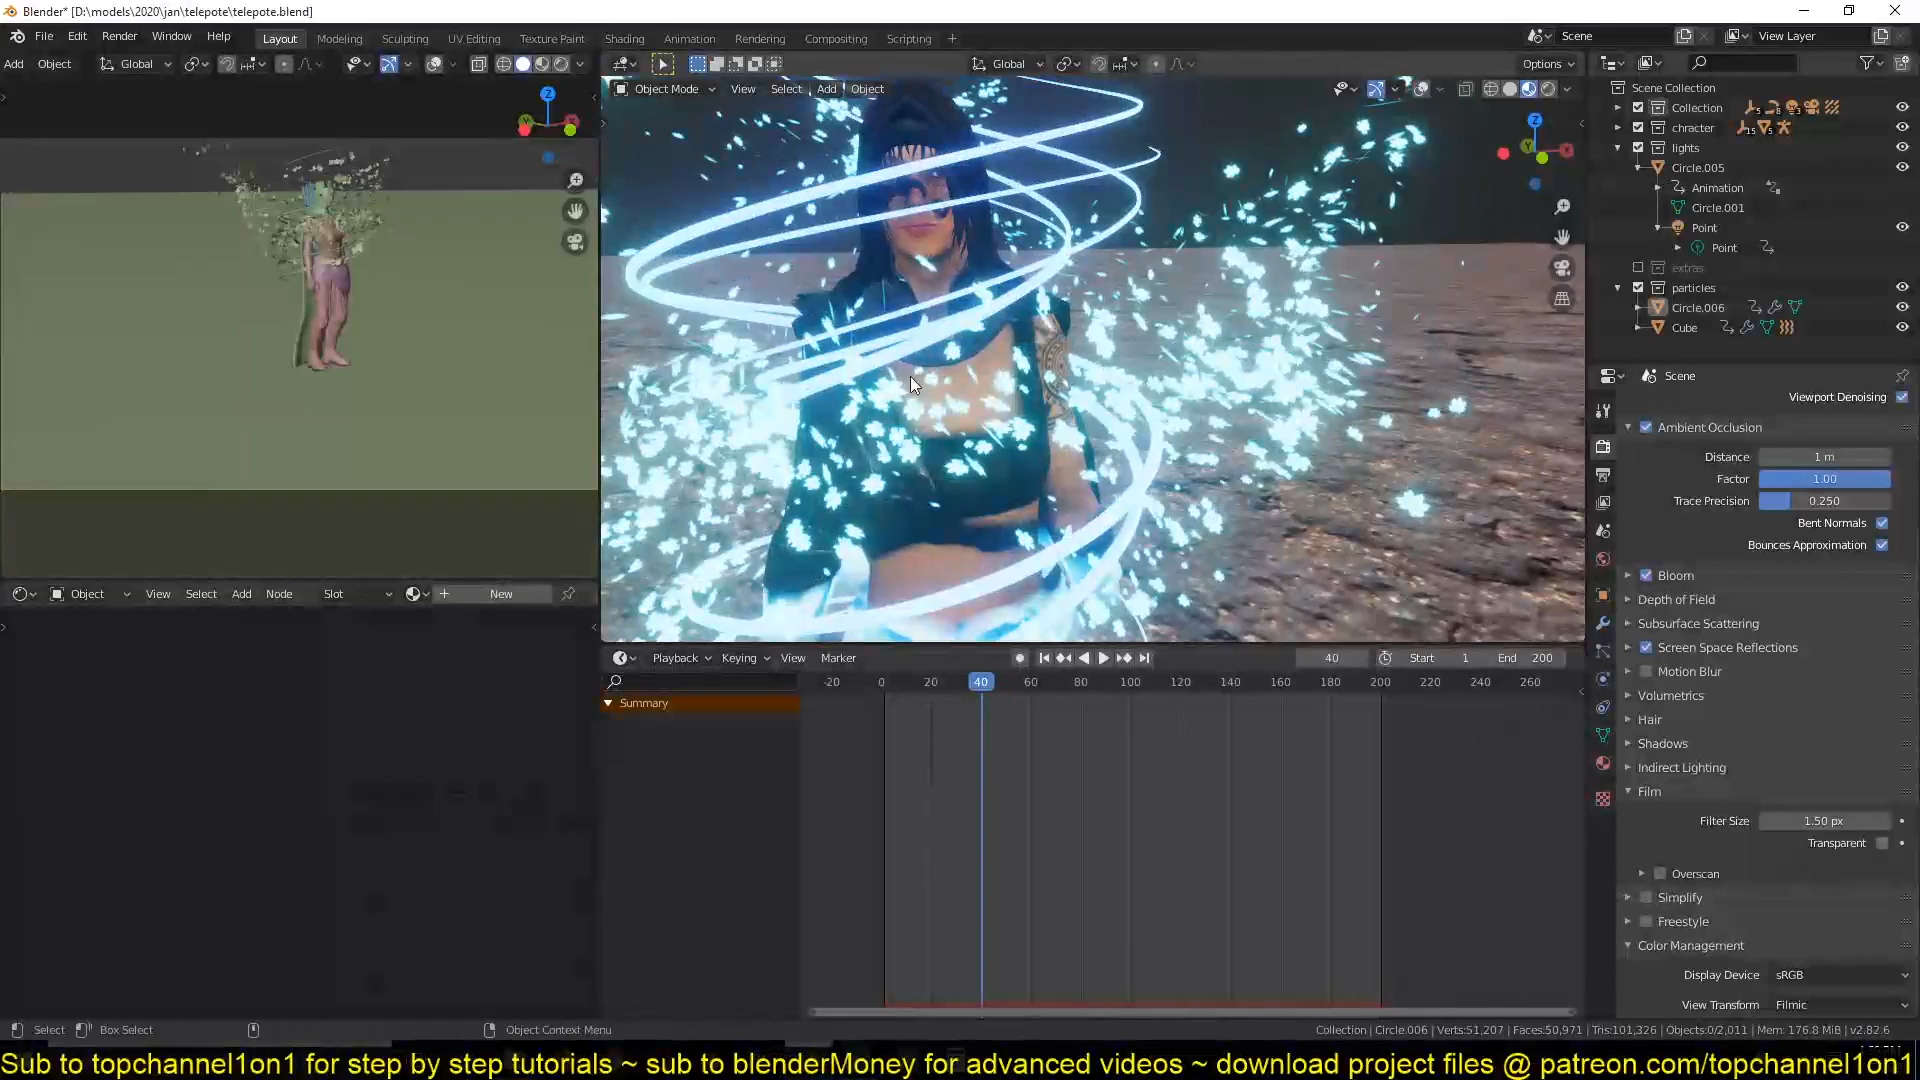 Blender* [D:\models\2020\jan\telepote\telepote.blend]
File Edit Render Window Help
Layout Modeling Sculpting UV Editing Texture Paint Shading Animation Rendering Compositing Scripting
Scene
View Layer
Add Object Global
Global
Options
Object Mode View Select Add Object
Scene Collection
Collection
5
8
3
chracter
15
5
lights
Circle.005
Animation
Circle.001
Point
Point
extras
particles
Circle.006
Cube
Scene
Viewport Denoising
Ambient Occlusion
Distance 1 m
Factor 1.00
Trace Precision 0.250
Bent Normals
Bounces Approximation
Bloom
Depth of Field
Subsurface Scattering
Screen Space Reflections
Motion Blur
Volumetrics
Hair
Shadows
Indirect Lighting
Film
Filter Size 1.50 px
Transparent
Overscan
Simplify
Freestyle
Color Management
Display Device sRGB
View Transform Filmic
Object View Select Add Node Slot New
Playback Keying View Marker
40 Start 1 End 200
-20 0 20 40 60 80 100 120 140 160 180 200 220 240 260
Summary
Select Box Select Object Context Menu
Collection | Circle.006 | Verts:51,207 | Faces:50,971 | Tris:101,326 | Objects:0/2,011 | Mem: 176.8 MiB | v2.82.6
Sub to topchannel1on1 for step by step tutorials ~ sub to blenderMoney for advanced videos ~ download project files @ patreon.com/topchannel1on1